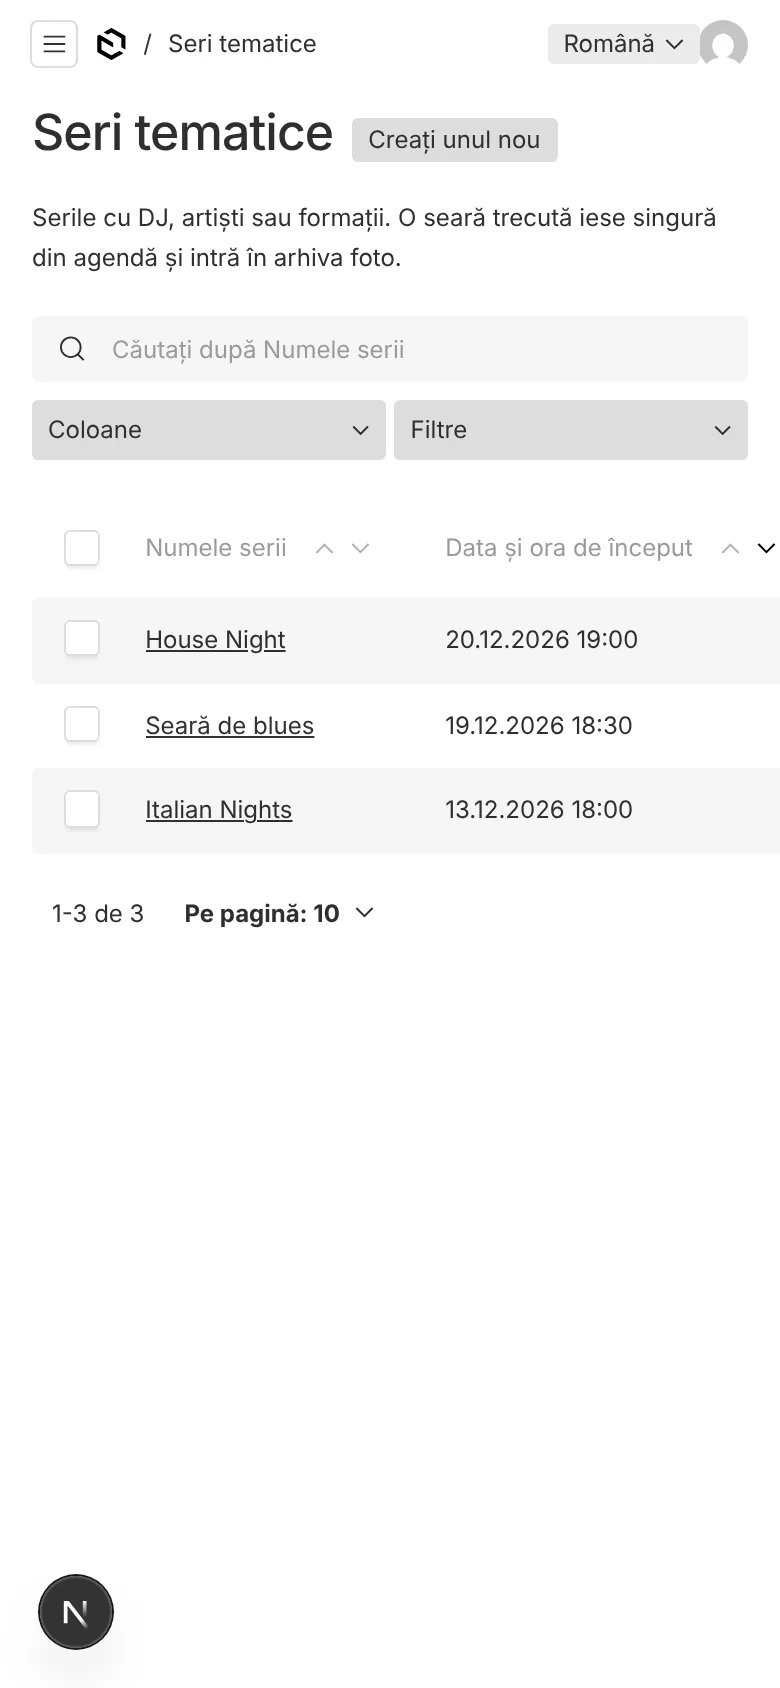 / Seri tematice
Română
Seri tematice
Creați unul nou
Serile cu DJ, artiști sau formații. O seară trecută iese singură
din agendă și intră în arhiva foto.
Căutați după Numele serii
Coloane
Filtre
Numele serii
Data și ora de început
House Night
20.12.2026 19:00
Seară de blues
19.12.2026 18:30
Italian Nights
13.12.2026 18:00
1-3 de 3
Pe pagină: 10
N